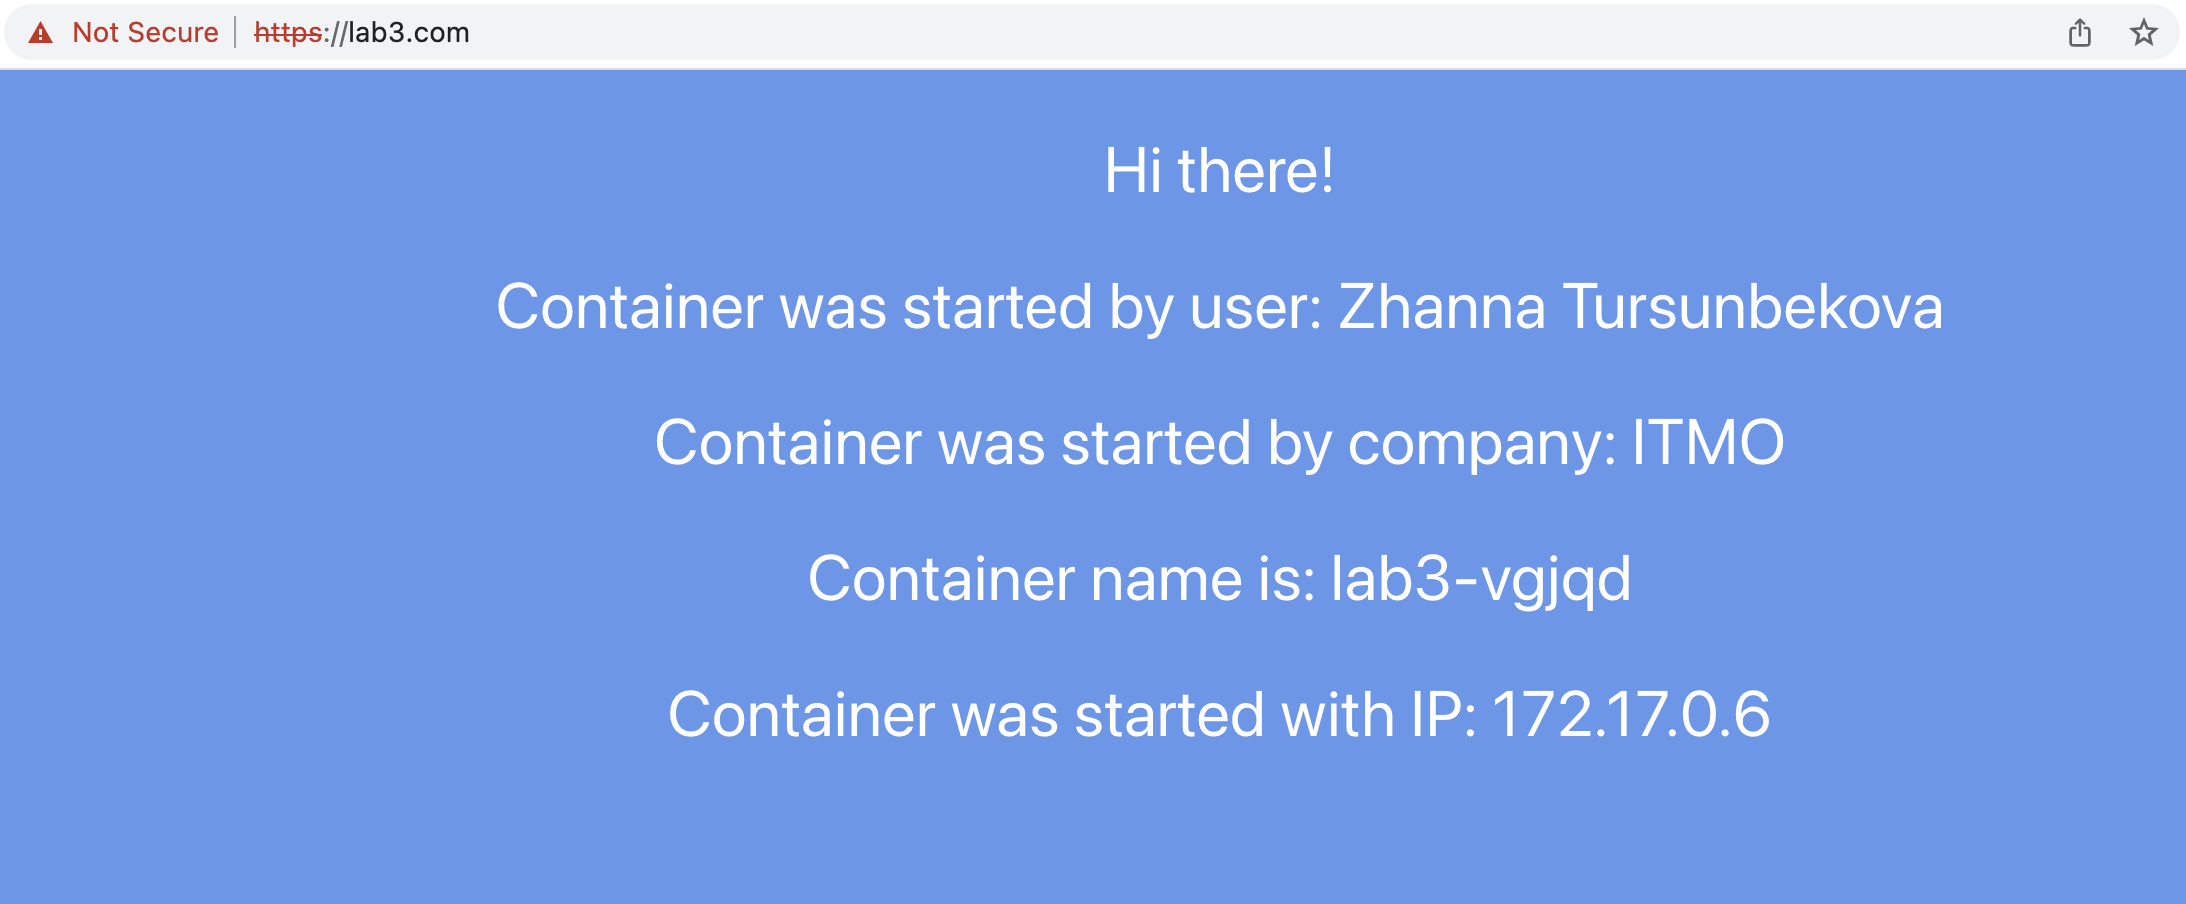 Not Secure https://lab3.com
Hi there!
Container was started by user: Zhanna Tursunbekova
Container was started by company: ITMO
Container name is: lab3-vgjqd
Container was started with IP: 172.17.0.6